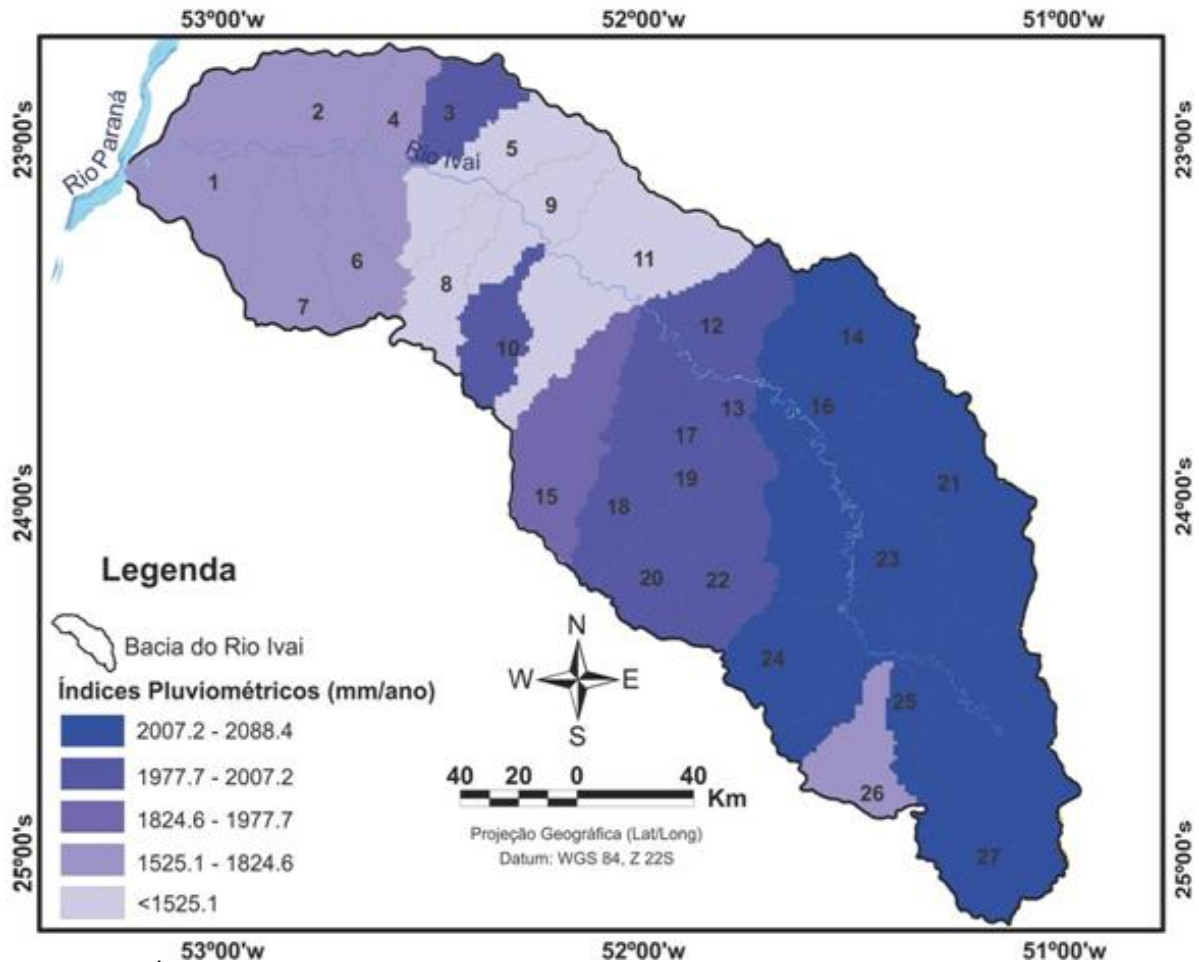 53º00'w 52º00'w 51º00'w
23º00's
24º00's
25º00's
Rio Paraná
Rio Ivai
1
2
3
4
5
6
7
8
9
10
11
12
13
14
15
16
17
18
19
20
21
22
23
24
25
26
27
23º00's
24º00's
25º00's
Legenda
Bacia do Rio Ivai
Índices Pluviométricos (mm/ano)
2007.2 - 2088.4
1977.7 - 2007.2
1824.6 - 1977.7
1525.1 - 1824.6
<1525.1
N
W E
S
40 20 0 40
Km
Projeção Geográfica (Lat/Long)
Datum: WGS 84, Z 22S
53º00'w 52º00'w 51º00'w